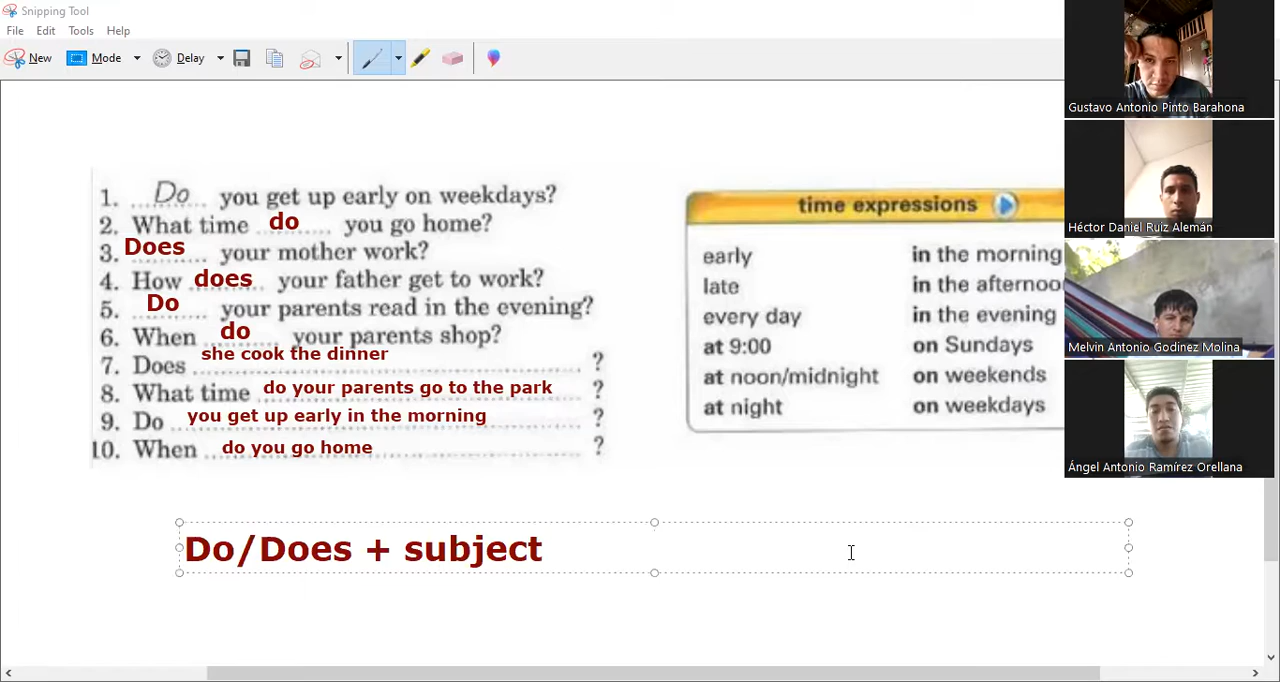 Snipping Tool
File Edit Tools Help
New Mode Delay
1. Do you get up early on weekdays?
2. What time do you go home?
3. Does your mother work?
4. How does your father get to work?
5. Do your parents read in the evening?
6. When do your parents shop?
7. Does she cook the dinner ?
8. What time do your parents go to the park ?
9. Do you get up early in the morning ?
10. When do you go home ?
time expressions
early in the morning
late in the afternoo
every day in the evening
at 9:00 on Sundays
at noon/midnight on weekends
at night on weekdays
Do/Does + subject
Gustavo Antonio Pinto Barahona
Héctor Daniel Ruiz Alemán
Melvin Antonio Godinez Molina
Ángel Antonio Ramírez Orellana